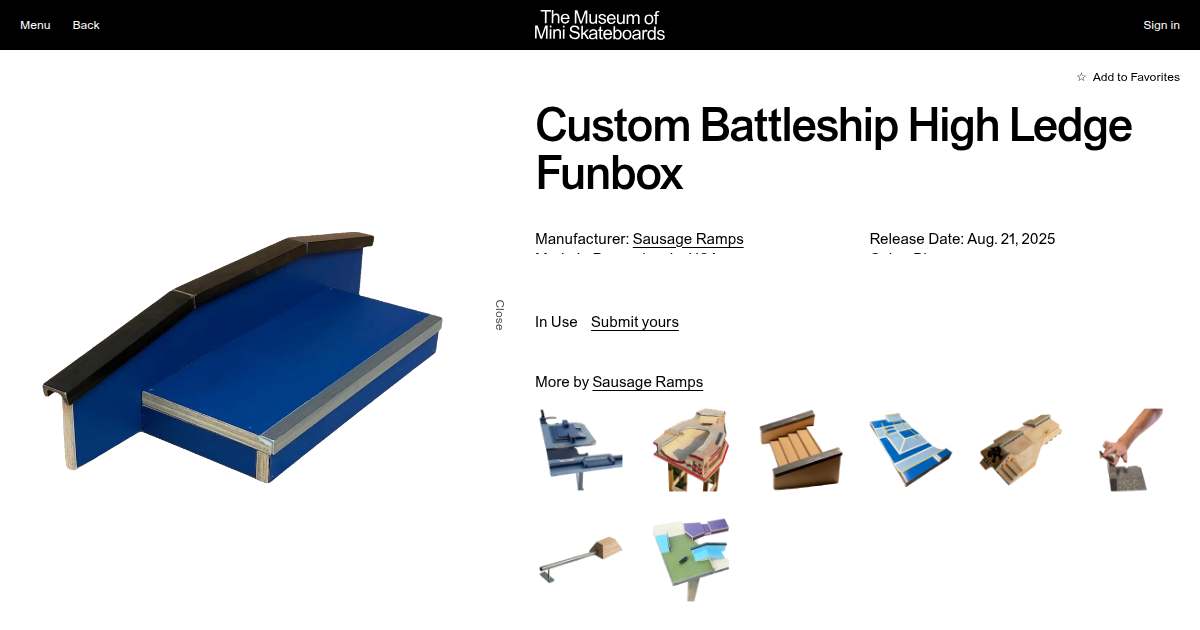 Menu
Back
The Museum of
Mini Skateboards
Sign in
☆ Add to Favorites
Custom Battleship High Ledge
Funbox
Manufacturer: Sausage Ramps
Release Date: Aug. 21, 2025
Close
In Use Submit yours
More by Sausage Ramps